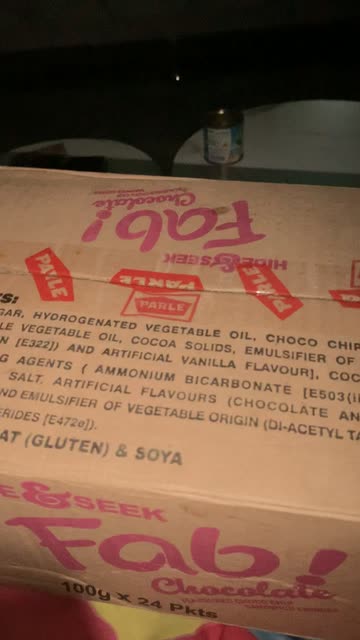 Fab!
Chocolate
HIDE & SEEK
PARLE
PARLE
PARLE
PARLE
S:
GAR, HYDROGENATED VEGETABLE OIL, CHOCO CHIP
LE VEGETABLE OIL, COCOA SOLIDS, EMULSIFIER OF
N [E322]) AND ARTIFICIAL VANILLA FLAVOUR], COC
G AGENTS ( AMMONIUM BICARBONATE [E503(ii
SALT, ARTIFICIAL FLAVOURS (CHOCOLATE AN
ND EMULSIFIER OF VEGETABLE ORIGIN (DI-ACETYL TA
ERIDES [E472e]).
AT (GLUTEN) & SOYA
E & SEEK
Fab!
Chocolate
100g x 24 Pkts